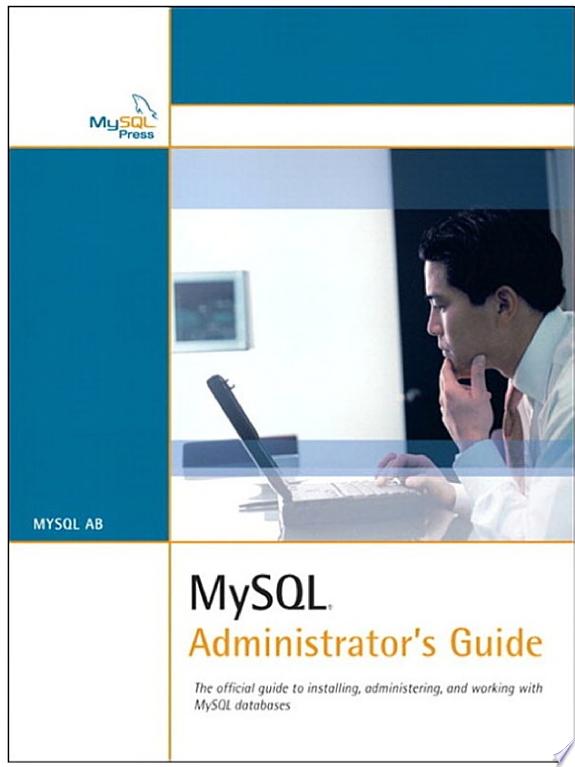 MySQL
Press
MYSQL AB
MySQL®
Administrator's Guide
The official guide to installing, administering, and working with
MySQL databases